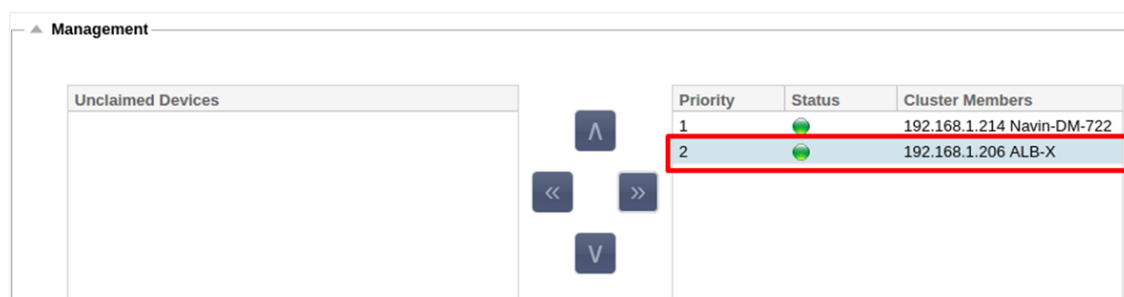 Management
Unclaimed Devices
Priority Status Cluster Members
1 192.168.1.214 Navin-DM-722
2 192.168.1.206 ALB-X